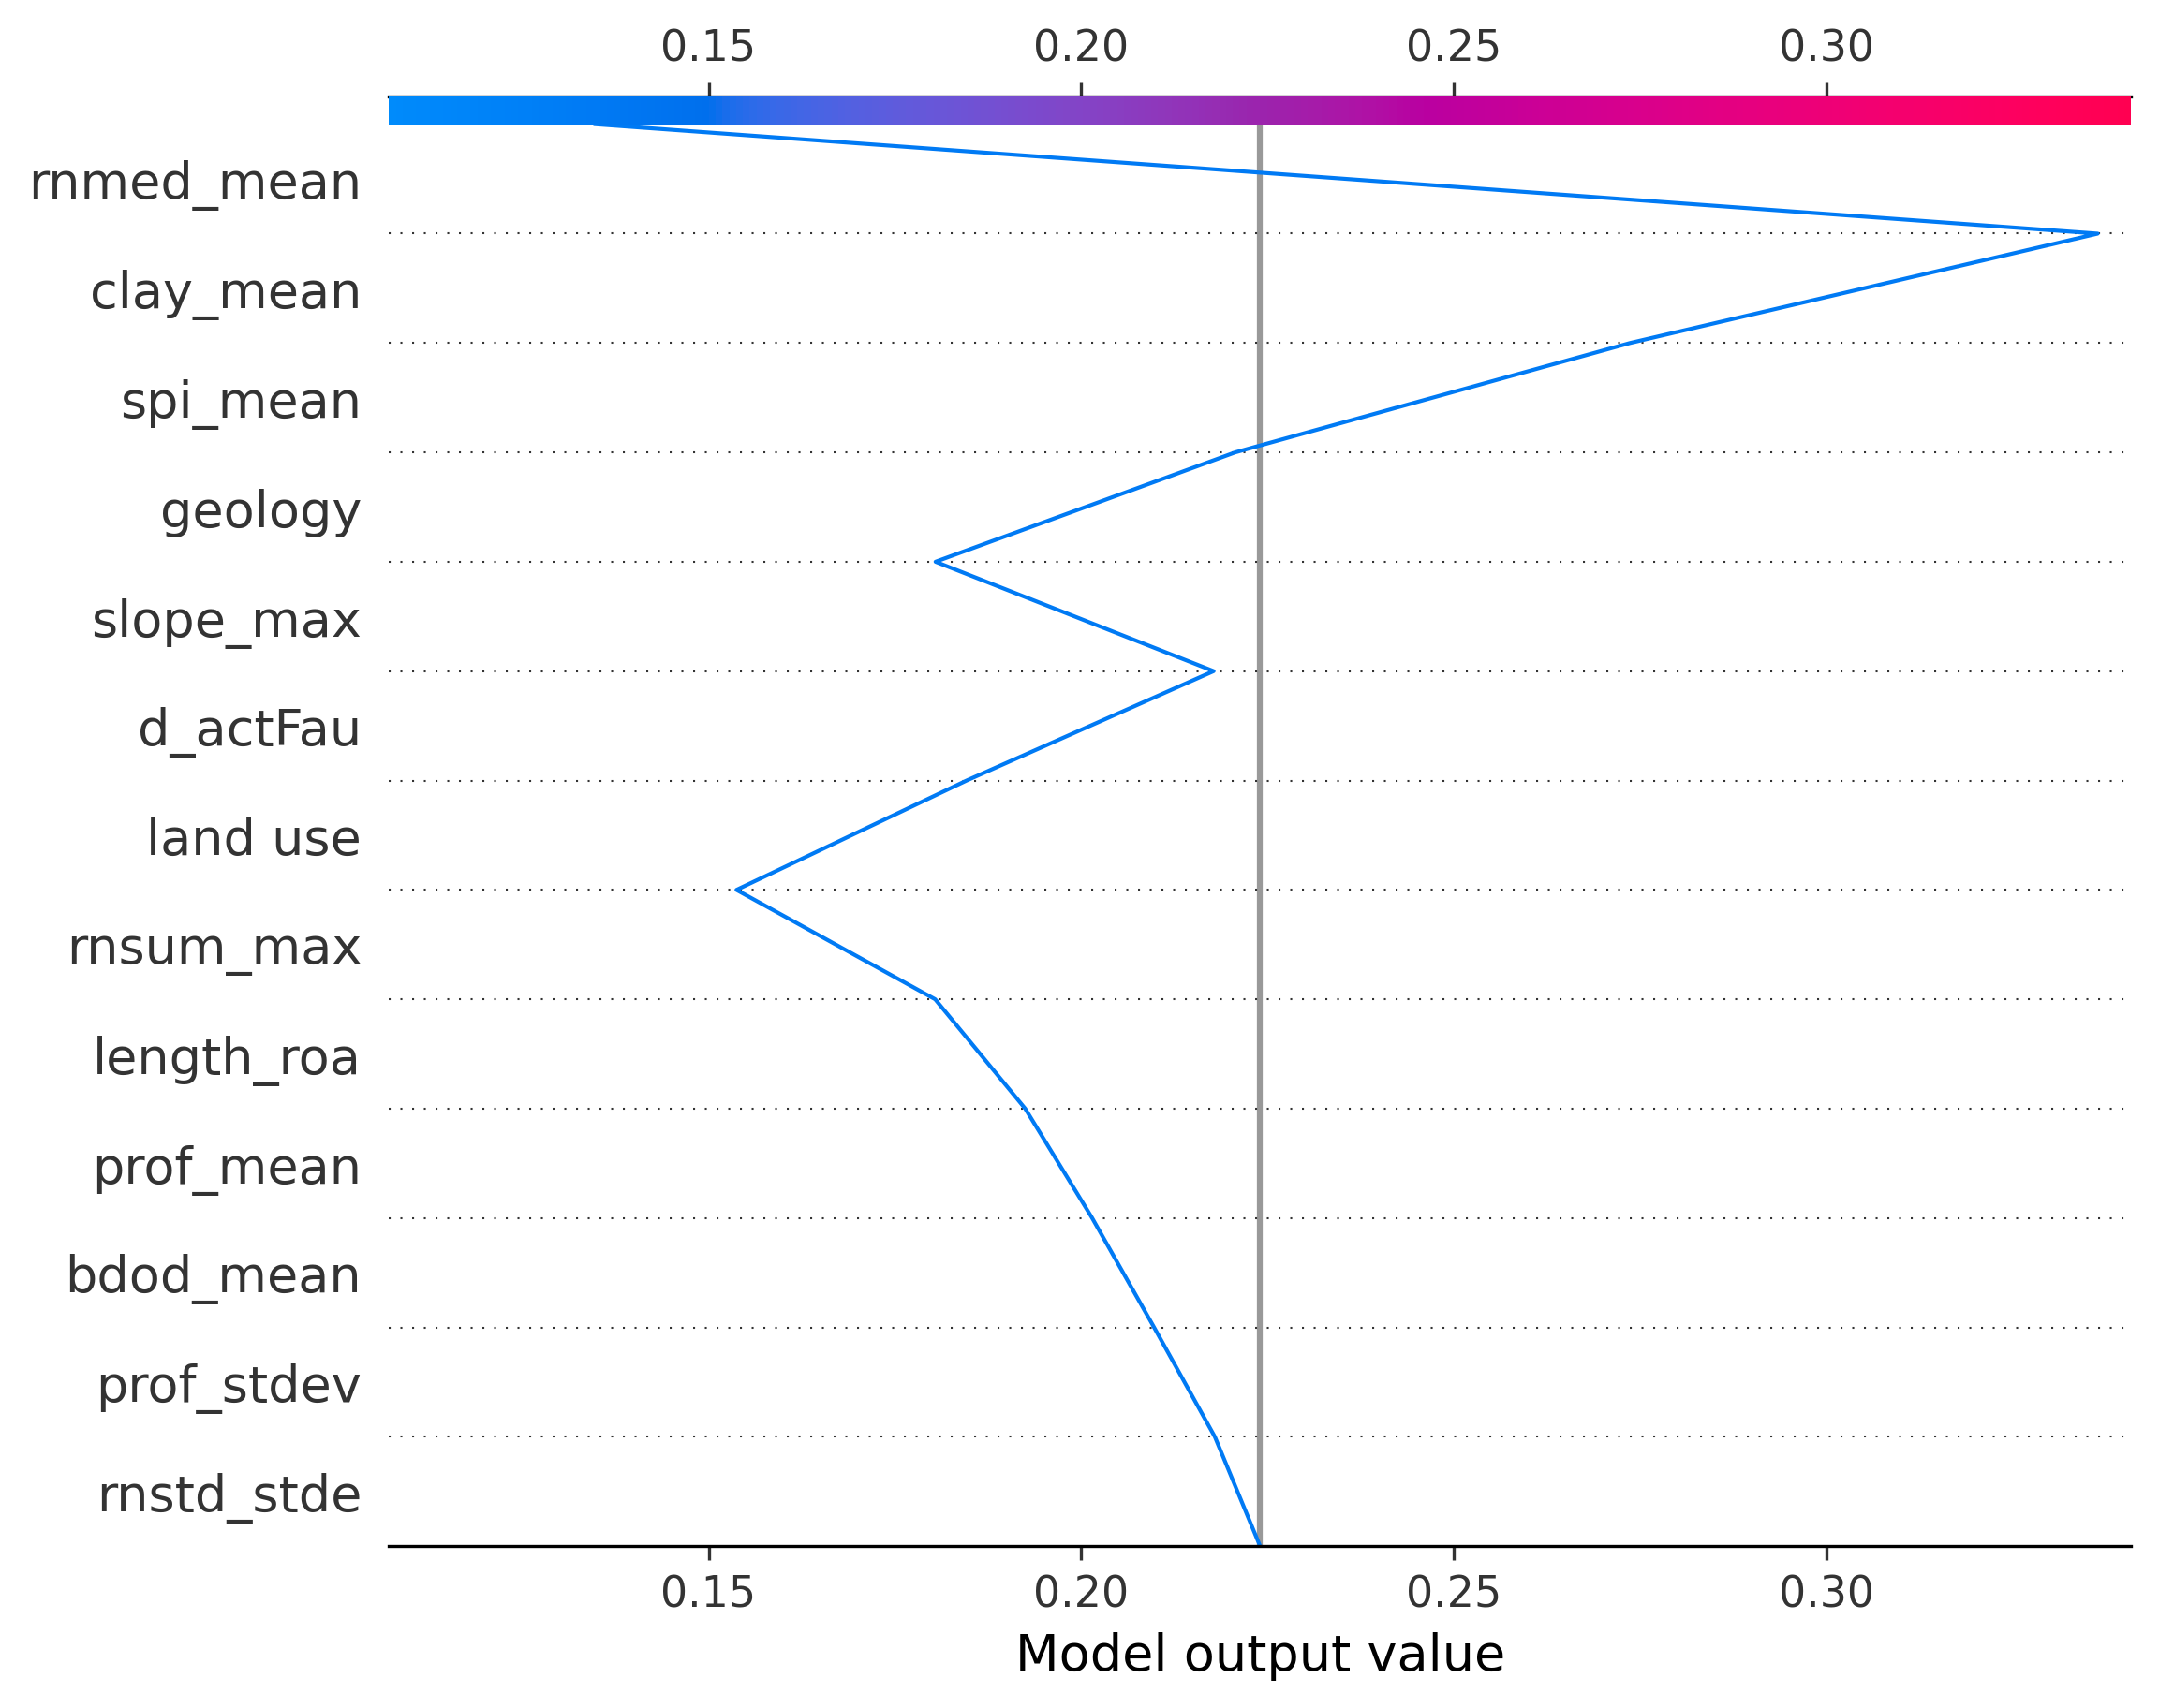 0.15 0.20 0.25 0.30
rnmed_mean
clay_mean
spi_mean
geology
slope_max
d_actFau
land use
rnsum_max
length_roa
prof_mean
bdod_mean
prof_stdev
rnstd_stde
0.15 0.20 0.25 0.30
Model output value